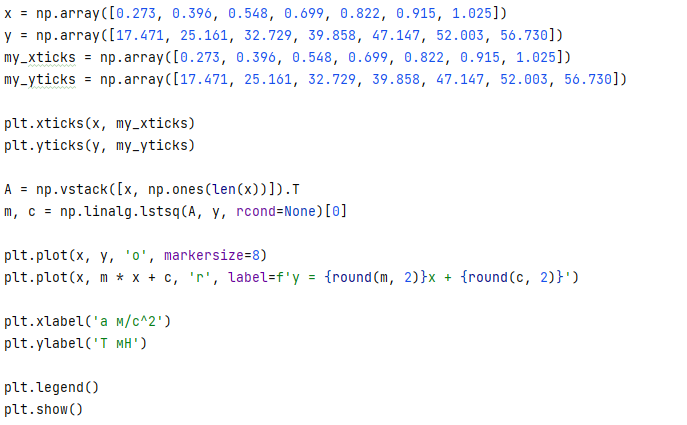 x = np.array([0.273, 0.396, 0.548, 0.699, 0.822, 0.915, 1.025])
y = np.array([17.471, 25.161, 32.729, 39.858, 47.147, 52.003, 56.730])
my_xticks = np.array([0.273, 0.396, 0.548, 0.699, 0.822, 0.915, 1.025])
my_yticks = np.array([17.471, 25.161, 32.729, 39.858, 47.147, 52.003, 56.730])
plt.xticks(x, my_xticks)
plt.yticks(y, my_yticks)
A = np.vstack([x, np.ones(len(x))]).T
m, c = np.linalg.lstsq(A, y, rcond=None)[0]
plt.plot(x, y, 'o', markersize=8)
plt.plot(x, m * x + c, 'r', label=f'y = {round(m, 2)}x + {round(c, 2)}')
plt.xlabel('a м/с^2')
plt.ylabel('T мН')
plt.legend()
plt.show()